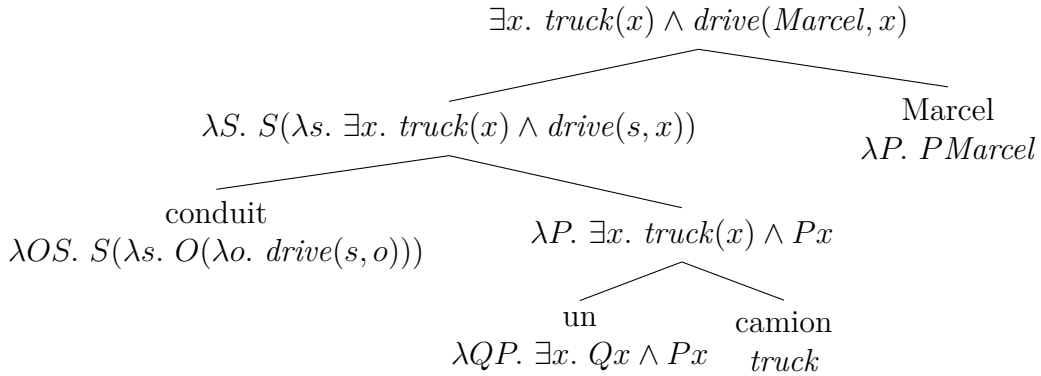 ∃x. truck(x) ∧ drive(Marcel, x)
λS. S(λs. ∃x. truck(x) ∧ drive(s, x))
Marcel
λP. PMarcel
conduit
λOS. S(λs. O(λo. drive(s, o)))
λP. ∃x. truck(x) ∧ Px
un
λQP. ∃x. Qx ∧ Px
camion
truck